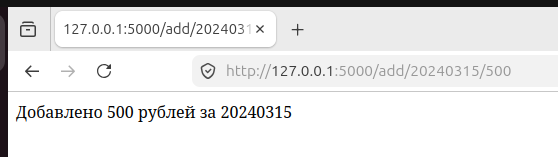 127.0.0.1:5000/add/2024031
http://127.0.0.1:5000/add/20240315/500
Добавлено 500 рублей за 20240315